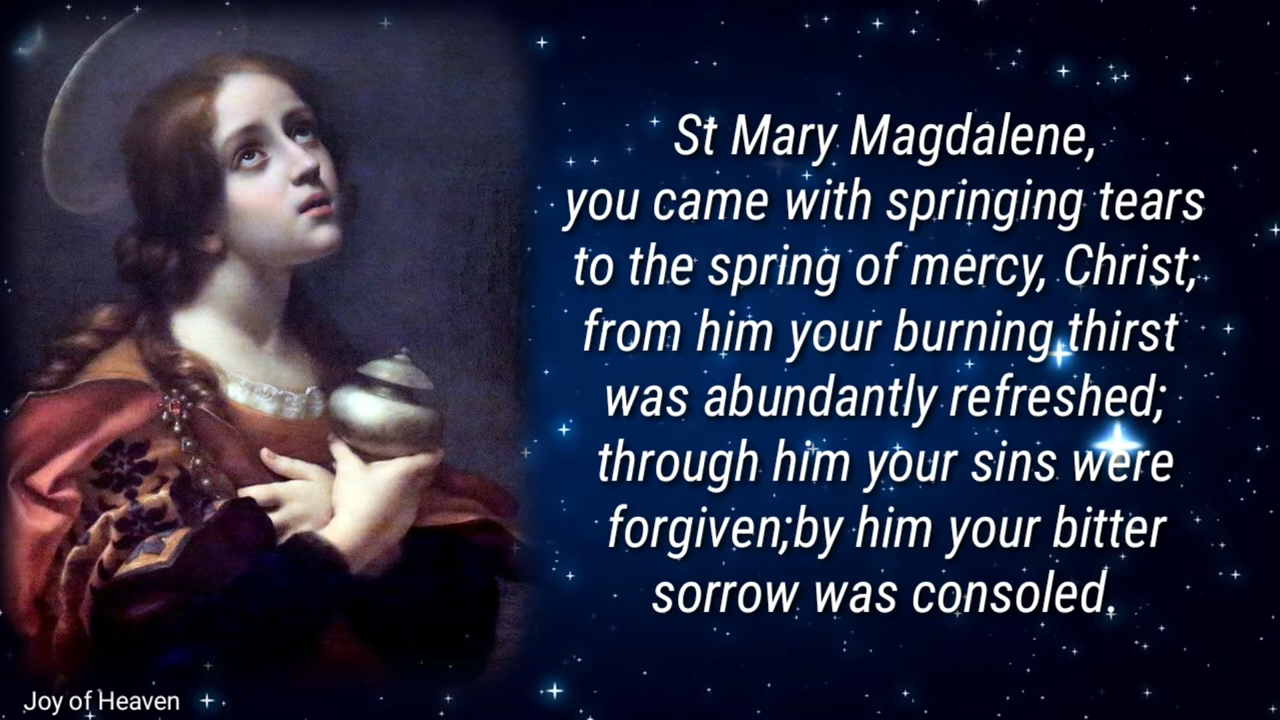 St Mary Magdalene,
you came with springing tears
to the spring of mercy, Christ;
from him your burning thirst
was abundantly refreshed;
through him your sins were
forgiven;by him your bitter
sorrow was consoled.
Joy of Heaven